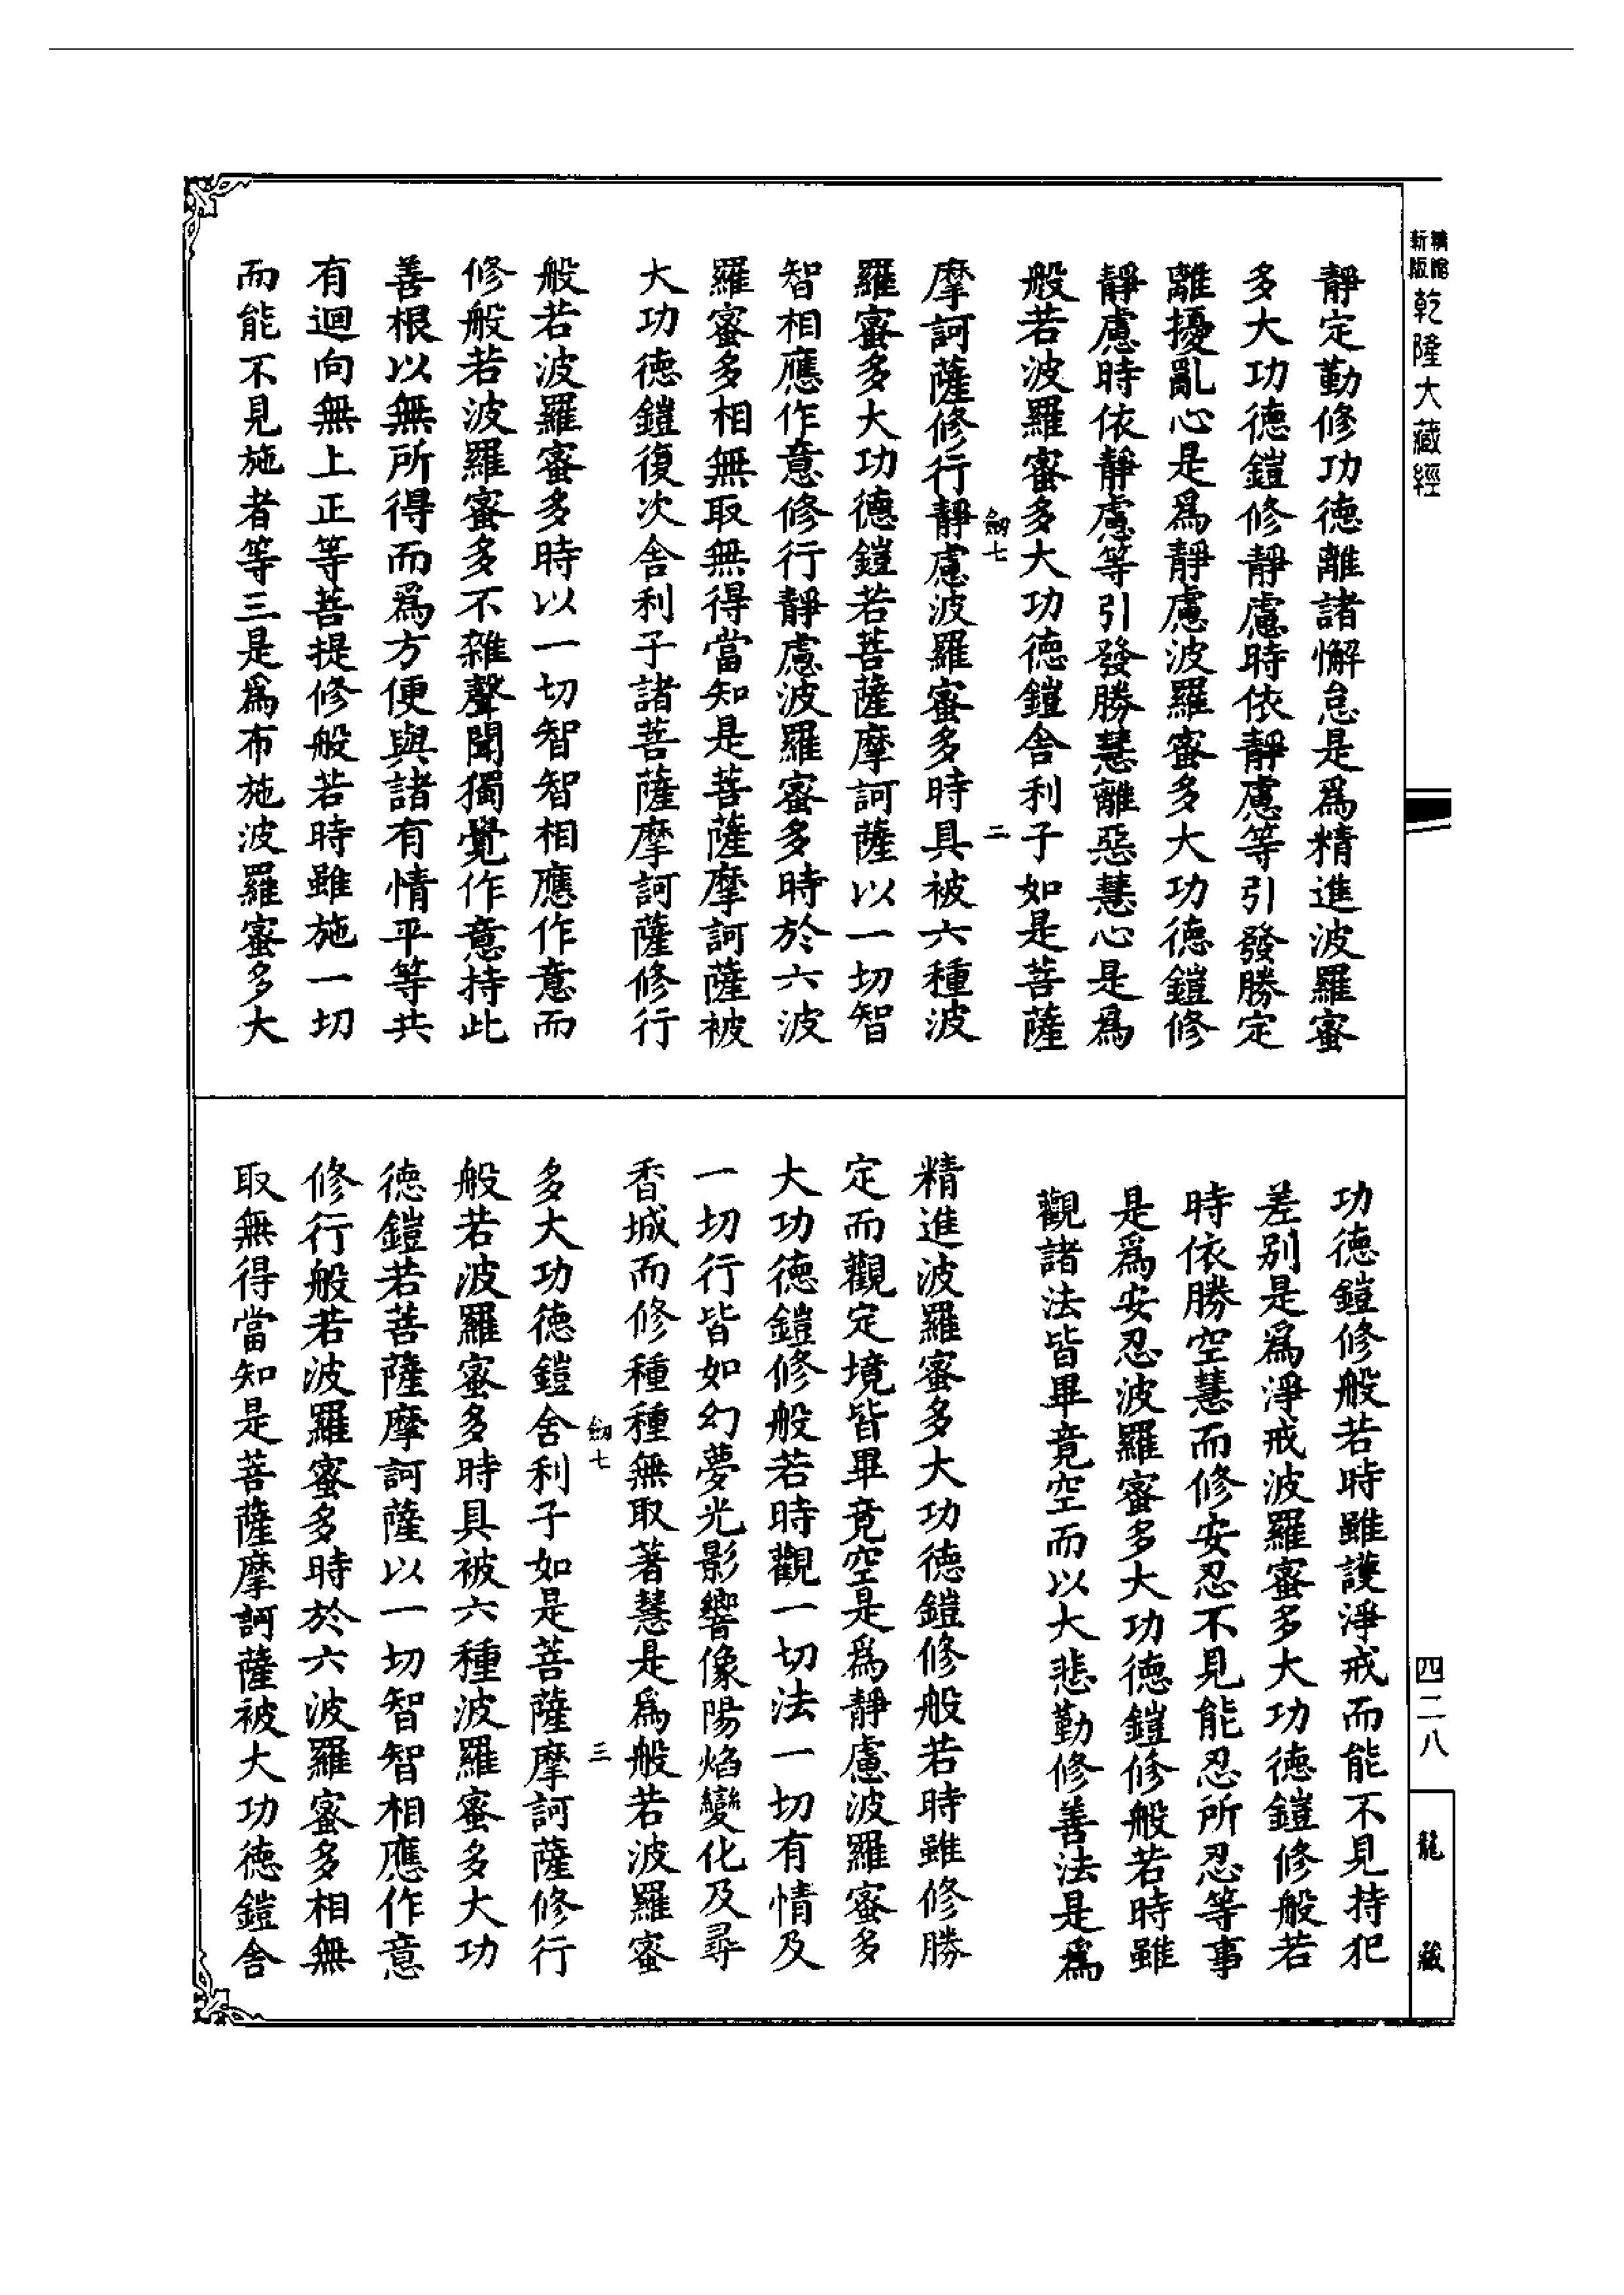 新版 精縮 乾隆大藏經
靜定勤修功德離諸懈怠是爲精進波羅蜜
多大功德鎧修靜慮時依靜慮等引發勝定
離擾亂心是爲靜慮波羅蜜多大功德鎧修
靜慮時依靜慮等引發勝慧離惡慧心是爲
般若波羅蜜多大功德鎧舍利子如是菩薩
劒七 二
摩訶薩修行靜慮波羅蜜多時具被六種波
羅蜜多大功德鎧若菩薩摩訶薩以一切智
智相應作意修行靜慮波羅蜜多時於六波
羅蜜多相無取無得當知是菩薩摩訶薩被
大功德鎧復次舍利子諸菩薩摩訶薩修行
般若波羅蜜多時以一切智智相應作意而
修般若波羅蜜多不雜聲聞獨覺作意持此
善根以無所得而爲方便與諸有情平等共
有迴向無上正等菩提修般若時雖施一切
而能不見施者等三是爲布施波羅蜜多大
功德鎧修般若時雖護淨戒而能不見持犯
差別是爲淨戒波羅蜜多大功德鎧修般若
時依勝空慧而修安忍不見能忍所忍等事
是爲安忍波羅蜜多大功德鎧修般若時雖
觀諸法皆畢竟空而以大悲勤修善法是爲
精進波羅蜜多大功德鎧修般若時雖修勝
定而觀定境皆畢竟空是爲靜慮波羅蜜多
大功德鎧修般若時觀一切法一切有情及
一切行皆如幻夢光影響像陽焰變化及尋
香城而修種種無取著慧是爲般若波羅蜜
劒七 三
多大功德鎧舍利子如是菩薩摩訶薩修行
般若波羅蜜多時具被六種波羅蜜多大功
德鎧若菩薩摩訶薩以一切智智相應作意
修行般若波羅蜜多時於六波羅蜜多相無
取無得當知是菩薩摩訶薩被大功德鎧舍
四二八
龍藏